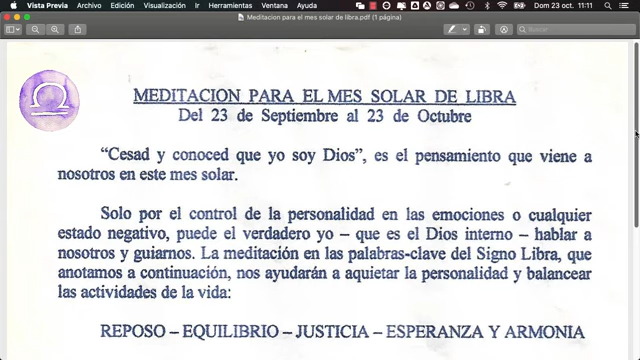 Vista Previa Archivo Edición Visualización Ir Herramientas Ventana Ayuda Dom 23 oct. 11:11
Meditacion para el mes solar de libra.pdf (1 página)
Buscar
MEDITACION PARA EL MES SOLAR DE LIBRA
Del 23 de Septiembre al 23 de Octubre
“Cesad y conoced que yo soy Dios”, es el pensamiento que viene a
nosotros en este mes solar.
Solo por el control de la personalidad en las emociones o cualquier
estado negativo, puede el verdadero yo – que es el Dios interno – hablar a
nosotros y guiarnos. La meditación en las palabras-clave del Signo Libra, que
anotamos a continuación, nos ayudarán a aquietar la personalidad y balancear
las actividades de la vida:
REPOSO – EQUILIBRIO – JUSTICIA – ESPERANZA Y ARMONIA